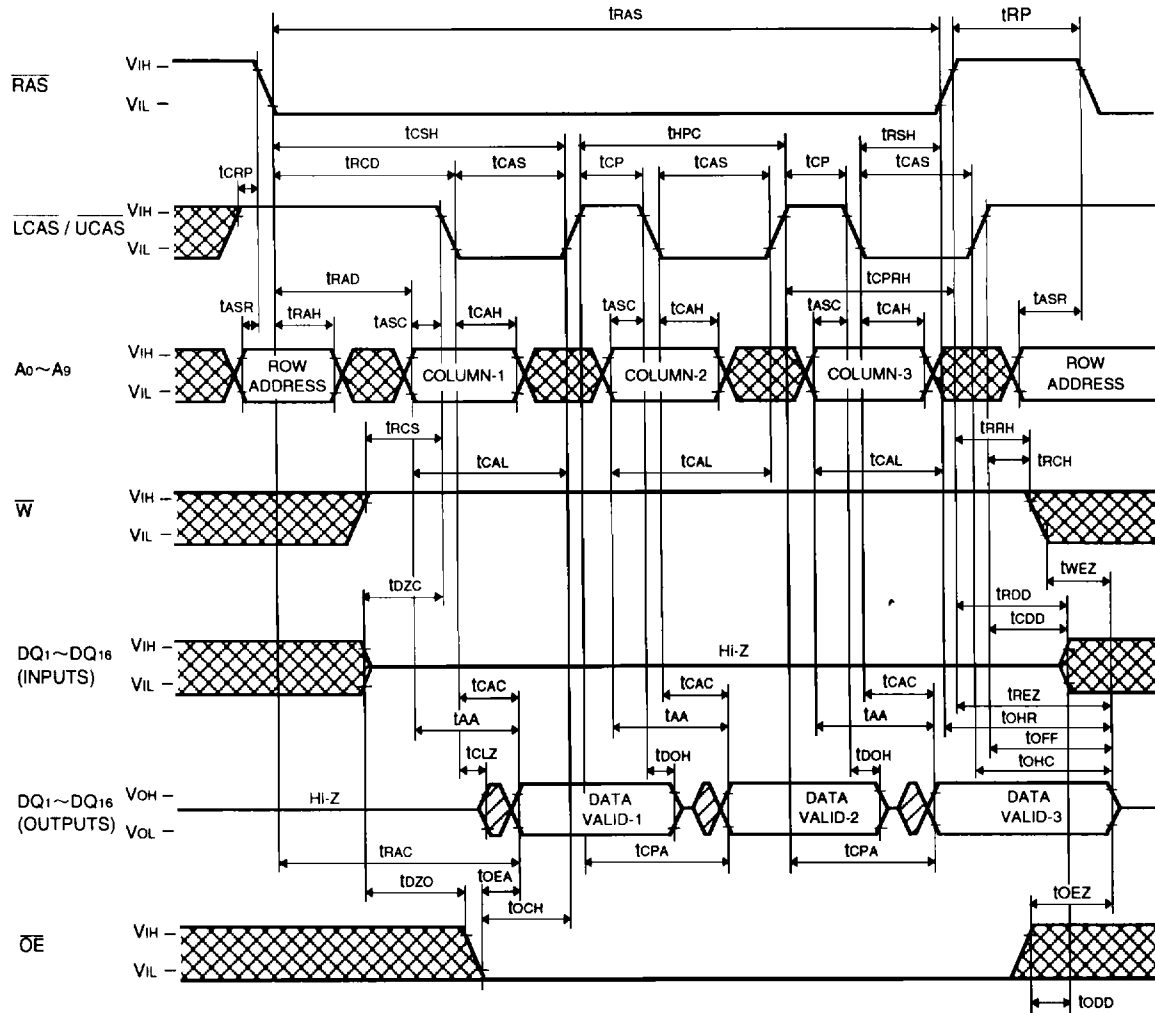 tRAS tRP
RAS VIH
VIL
tCSH tHPC tRSH
tCRP tRCD tCAS tCP tCAS tCP tCAS
LCAS / UCAS VIH
VIL
tRAD tCPRH
tASR tRAH tASC tCAH tASC tCAH tASC tCAH tASR
A0~A9 VIH
VIL
ROW ADDRESS
COLUMN-1
COLUMN-2
COLUMN-3
ROW ADDRESS
tRCS tRRH
tCAL tCAL tCAL tRCH
W VIH
VIL
tWEZ
tDZC tRDD
tCDD
DQ1~DQ16 (INPUTS) VIH
VIL
Hi-Z
tCAC tCAC tCAC tREZ
tAA tAA tAA tOHR
tCLZ tDOH tDOH tOFF
tOHC
DQ1~DQ16 (OUTPUTS) VOH
VOL
Hi-Z
DATA VALID-1
DATA VALID-2
DATA VALID-3
tRAC tCPA tCPA
tDZO tOEA tOEZ
tOCH
OE VIH
VIL
tODD